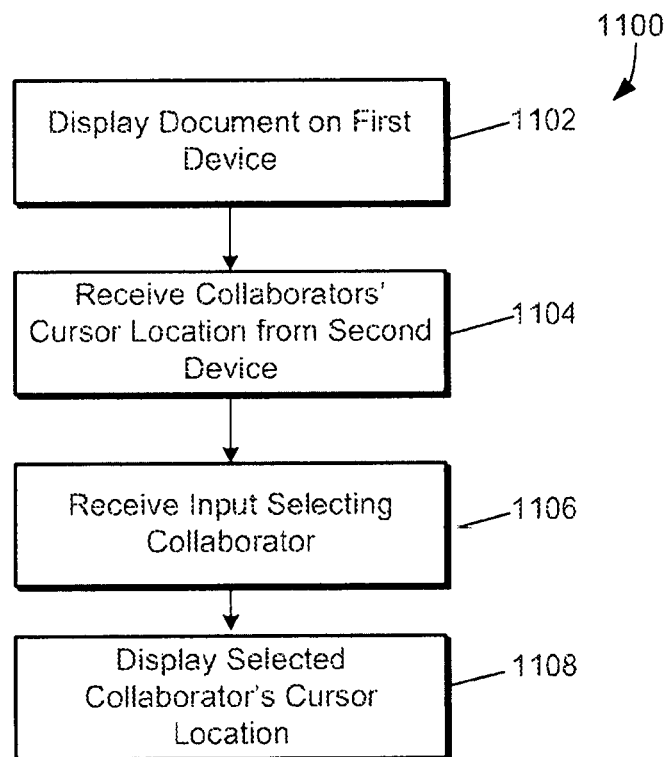 1100
Display Document on First
Device
1102
Receive Collaborators'
Cursor Location from Second
Device
1104
Receive Input Selecting
Collaborator
1106
Display Selected
Collaborator's Cursor
Location
1108